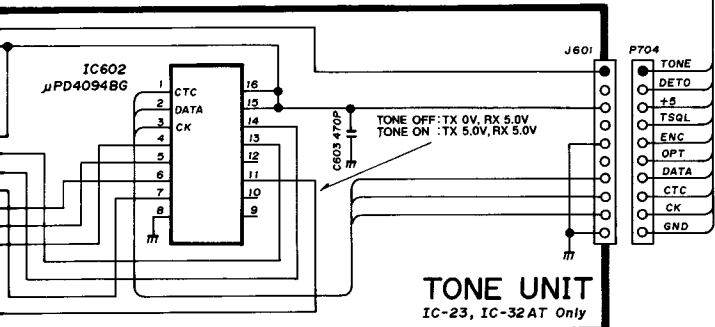 J601
P704
IC602
μPD4094BG
1
CTC
2
DATA
3
CK
4
5
6
7
8
16
15
14
13
12
11
10
9
C603 470P
TONE OFF: TX 0V, RX 5.0V
TONE ON : TX 5.0V, RX 5.0V
TONE
DETO
+5
TSQL
ENC
OPT
DATA
CTC
CK
GND
TONE UNIT
IC-23, IC-32AT Only